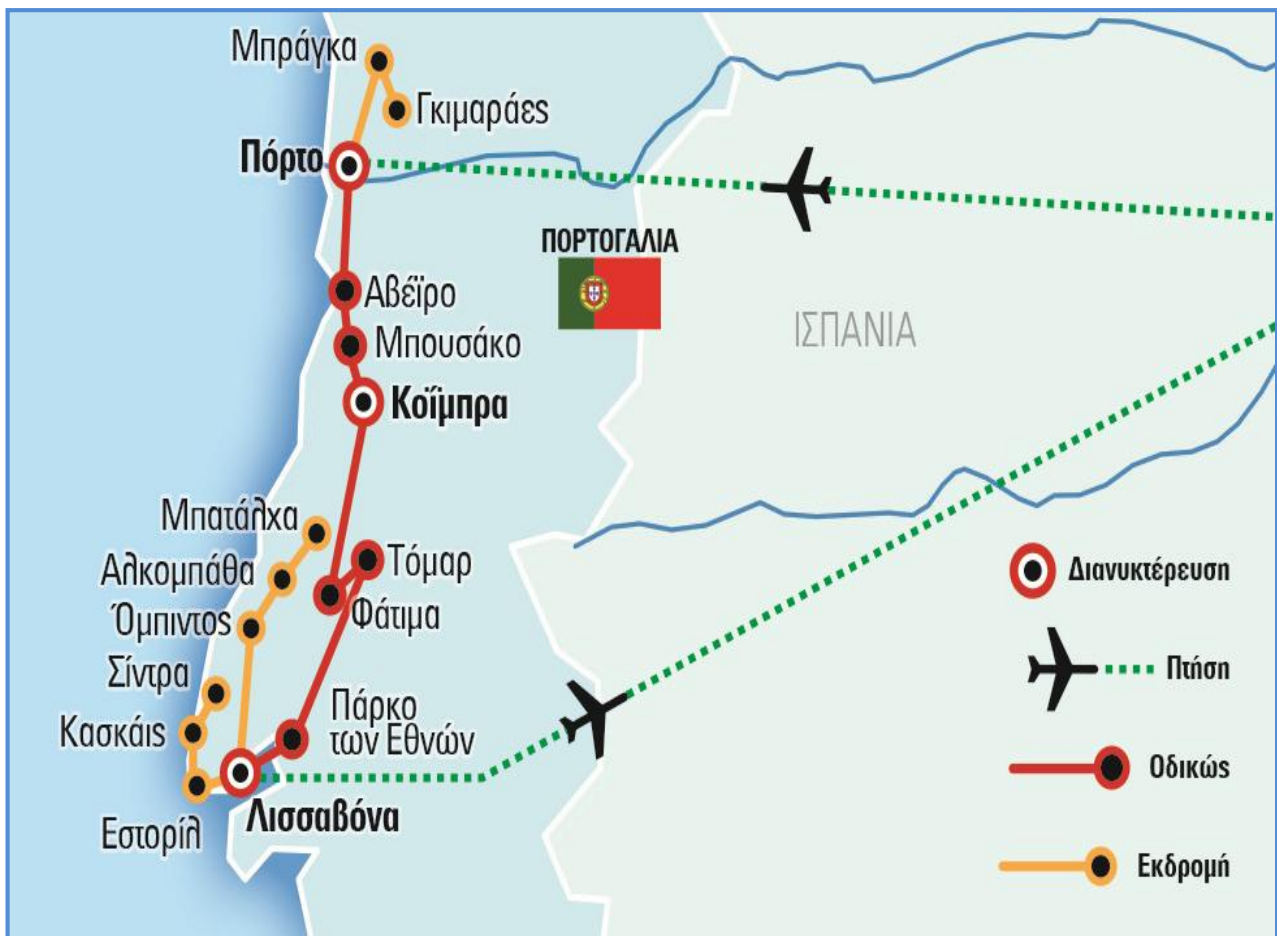 Μπράγκα
Γκιμαράες
Πόρτο
ΠΟΡΤΟΓΑΛΙΑ
Αβέϊρο
ΙΣΠΑΝΙΑ
Μπουσάκο
Κοΐμπρα
Μπατάλχα
Τόμαρ
Αλκομπάθα
Φάτιμα
Όμπιντος
Σίντρα
Πάρκο
των Εθνών
Κασκάις
Λισσαβόνα
Εστορίλ
Διανυκτέρευση
Πτήση
Οδικώς
Εκδρομή